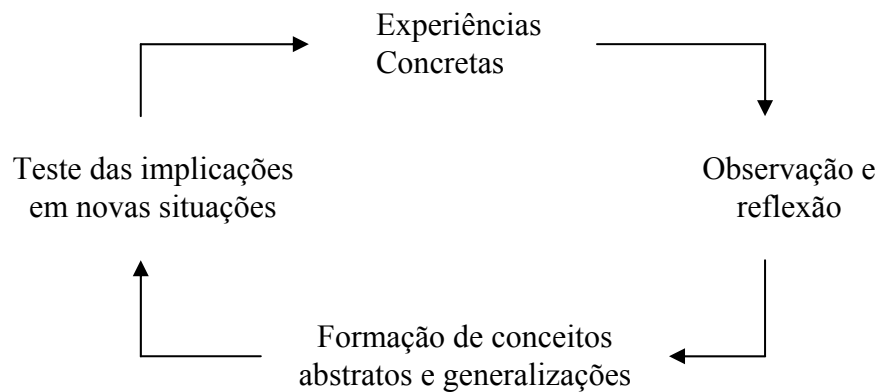 Experiências
Concretas
Teste das implicações
em novas situações
Observação e
reflexão
Formação de conceitos
abstratos e generalizações